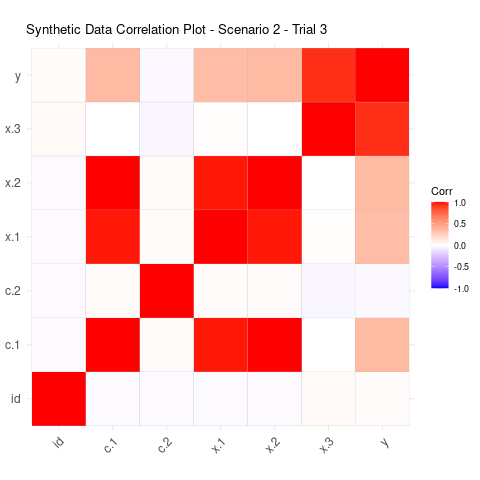 Synthetic Data Correlation Plot - Scenario 2 - Trial 3
y
x.3
x.2
x.1
c.2
c.1
id
id
c.1
c.2
x.1
x.2
x.3
y
Corr
1.0
0.5
0.0
-0.5
-1.0